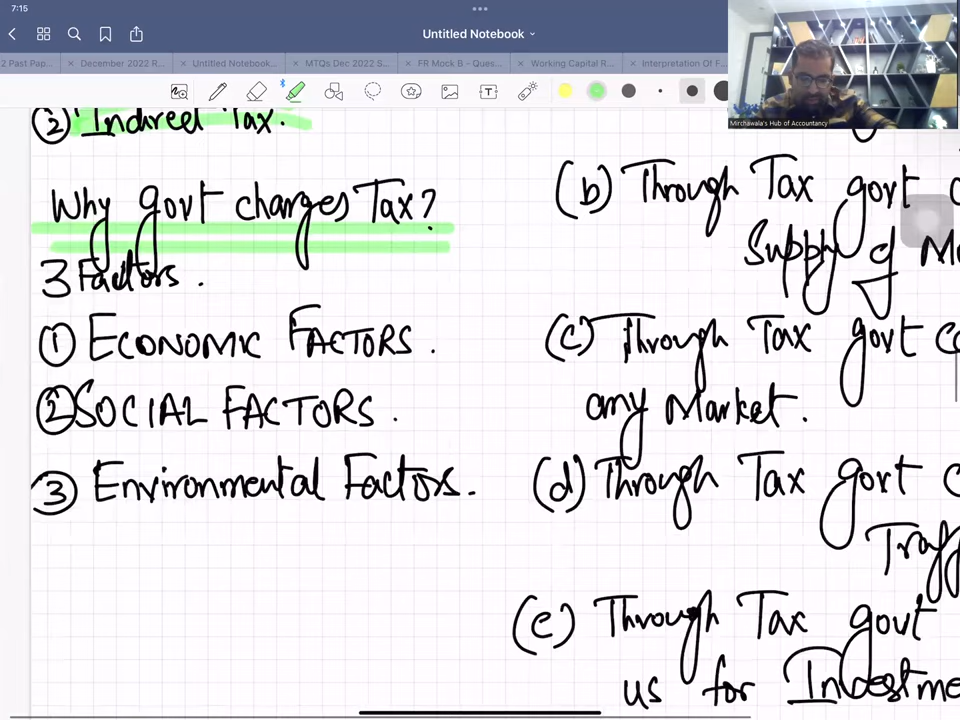 7:15
Untitled Notebook
2 Past Pap...
December 2022 R...
Untitled Notebook...
MTQs Dec 2022 S...
FR Mock B - Ques...
Working Capital R...
Interpretation Of F...
Mirchawala's Hub of Accountancy
② Indirect Tax.
Why govt charges Tax?
3 Factors.
① ECONOMIC FACTORS.
② SOCIAL FACTORS.
③ Environmental Factors.
(b) Through Tax govt
Supply of
(c) Through Tax govt
any Market.
(d) Through Tax govt
(e) Through Tax govt
us for